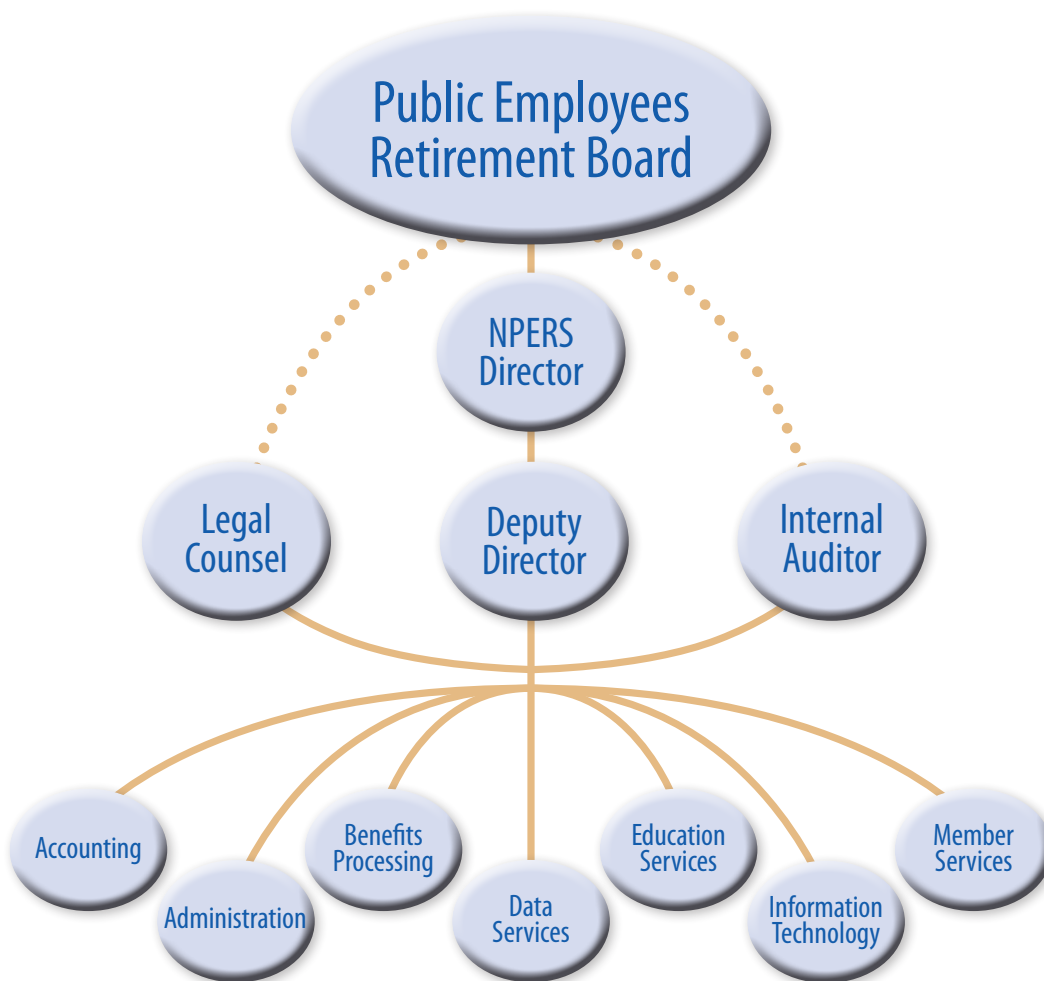 Public Employees
Retirement Board
NPERS
Director
Legal
Counsel
Deputy
Director
Internal
Auditor
Accounting
Administration
Benefits
Processing
Data
Services
Education
Services
Information
Technology
Member
Services